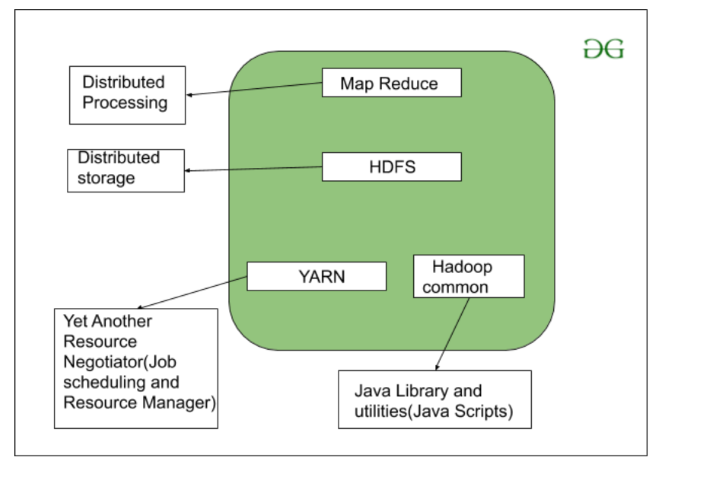 Distributed
Processing
Map Reduce
Distributed
storage
HDFS
YARN
Hadoop
common
Yet Another
Resource
Negotiator(Job
scheduling and
Resource Manager)
Java Library and
utilities(Java Scripts)